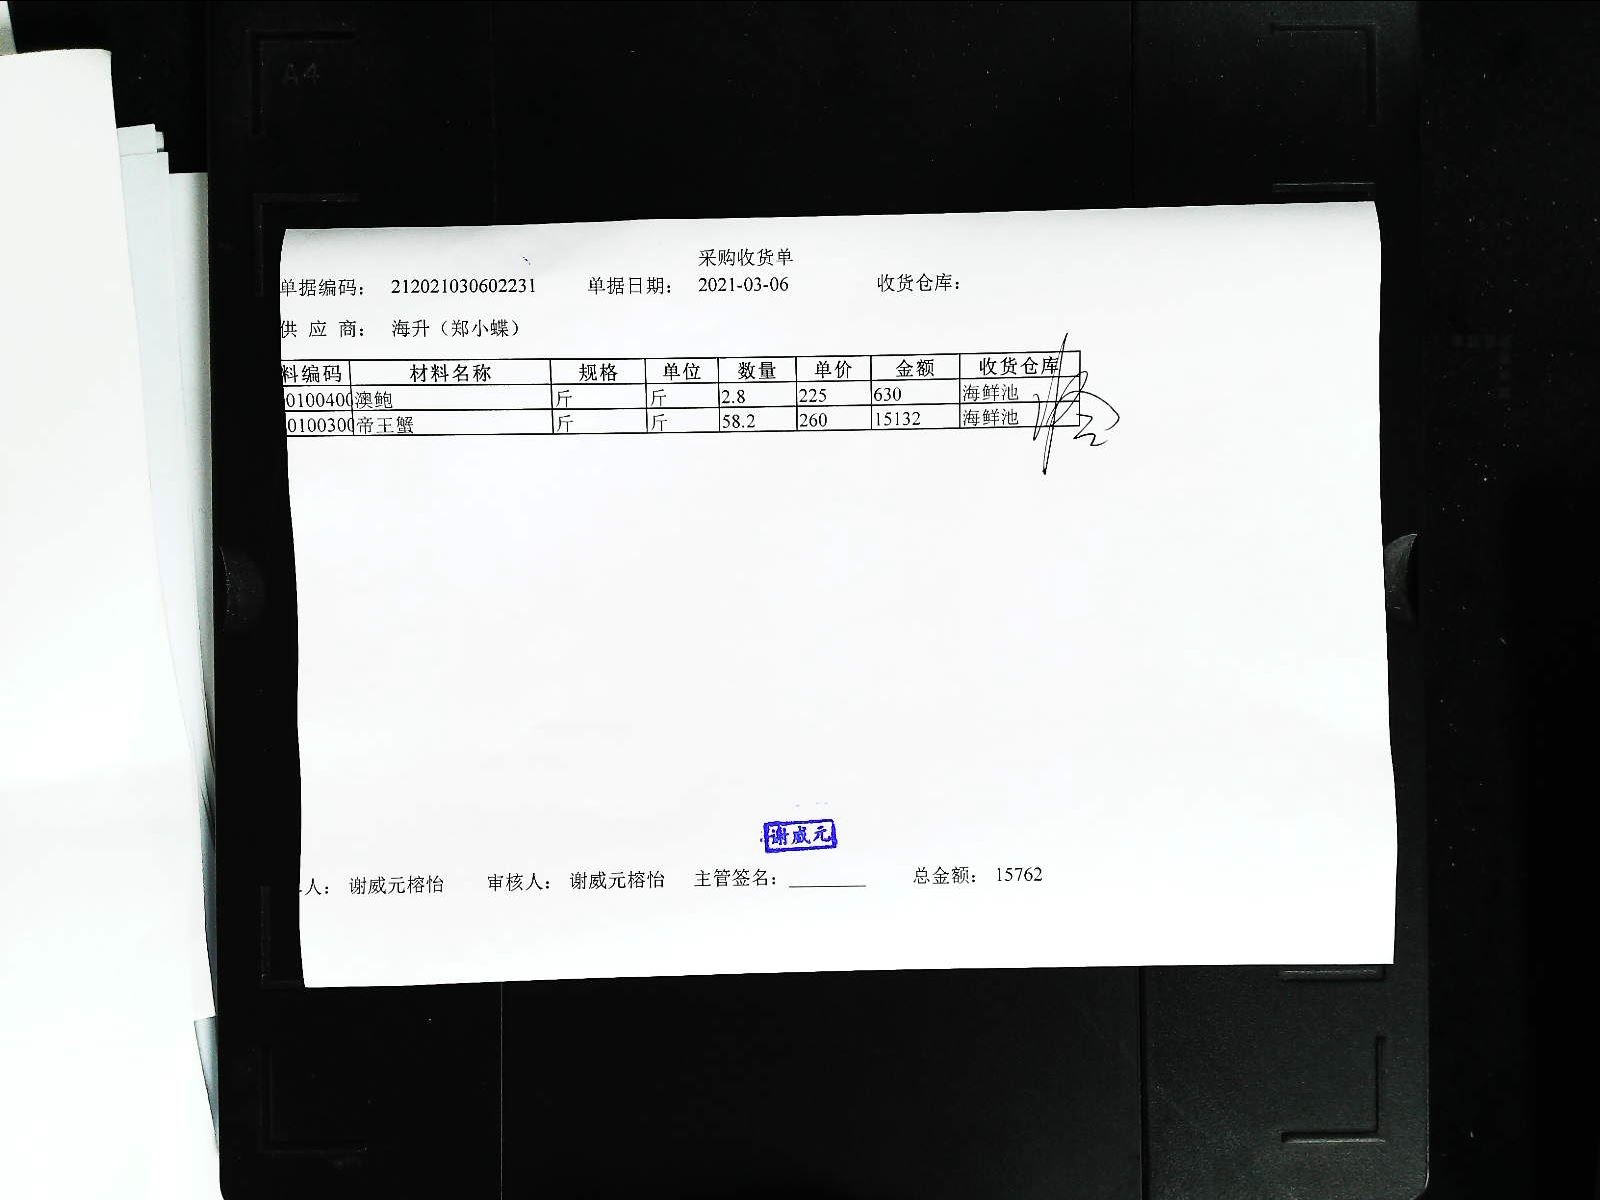 A4
采购收货单
单据编码： 212021030602231 单据日期： 2021-03-06 收货仓库：
供 应 商： 海升（郑小蝶）
料编码 材料名称 规格 单位 数量 单价 金额 收货仓库
0100400 澳鲍 斤 斤 2.8 225 630 海鲜池
0100300 帝王蟹 斤 斤 58.2 260 15132 海鲜池
谢威元
人： 谢威元榕怡 审核人： 谢威元榕怡 主管签名： 总金额： 15762